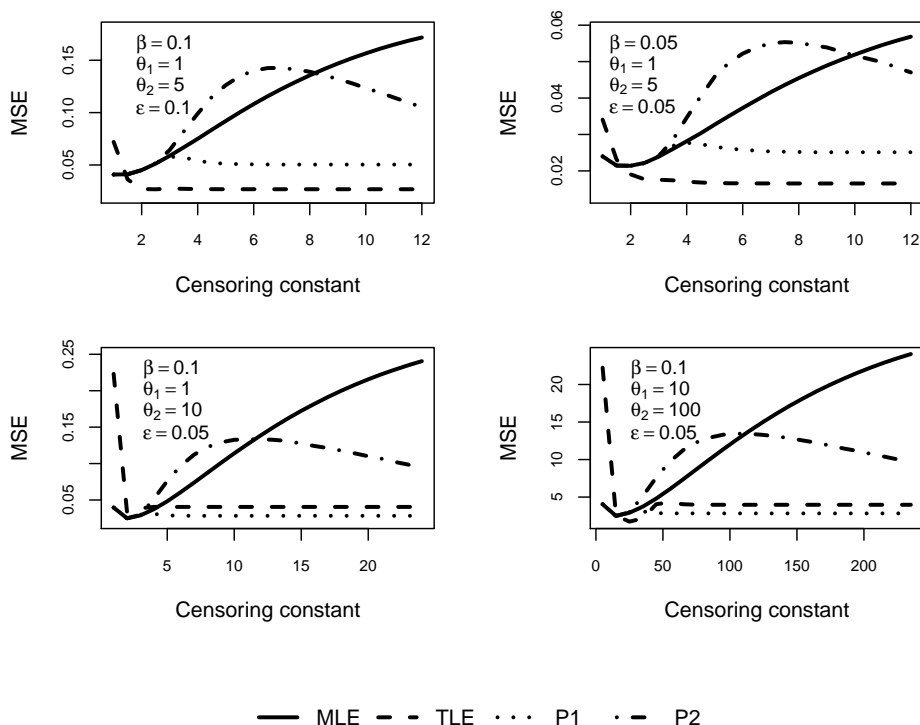 β = 0.1
θ1 = 1
θ2 = 5
ε = 0.1
MSE
0.05 0.10 0.15
2 4 6 8 10 12
Censoring constant
β = 0.05
θ1 = 1
θ2 = 5
ε = 0.05
MSE
0.02 0.04 0.06
2 4 6 8 10 12
Censoring constant
β = 0.1
θ1 = 1
θ2 = 10
ε = 0.05
MSE
0.05 0.15 0.25
5 10 15 20
Censoring constant
β = 0.1
θ1 = 10
θ2 = 100
ε = 0.05
MSE
5 10 15 20
0 50 100 150 200
Censoring constant
MLE TLE P1 P2